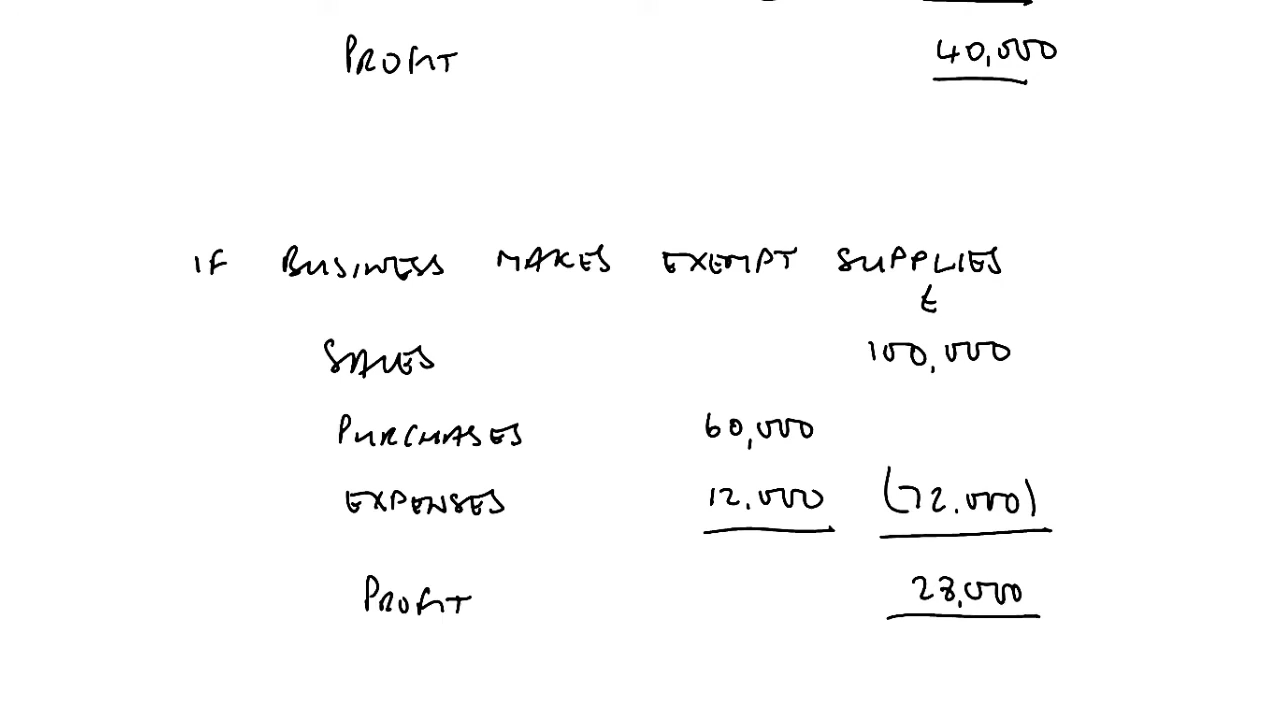 PROFIT 40,000
IF BUSINESS MAKES EXEMPT SUPPLIES
£
SALES 100,000
PURCHASES 60,000
EXPENSES 12.000 (72.000)
PROFIT 28,000